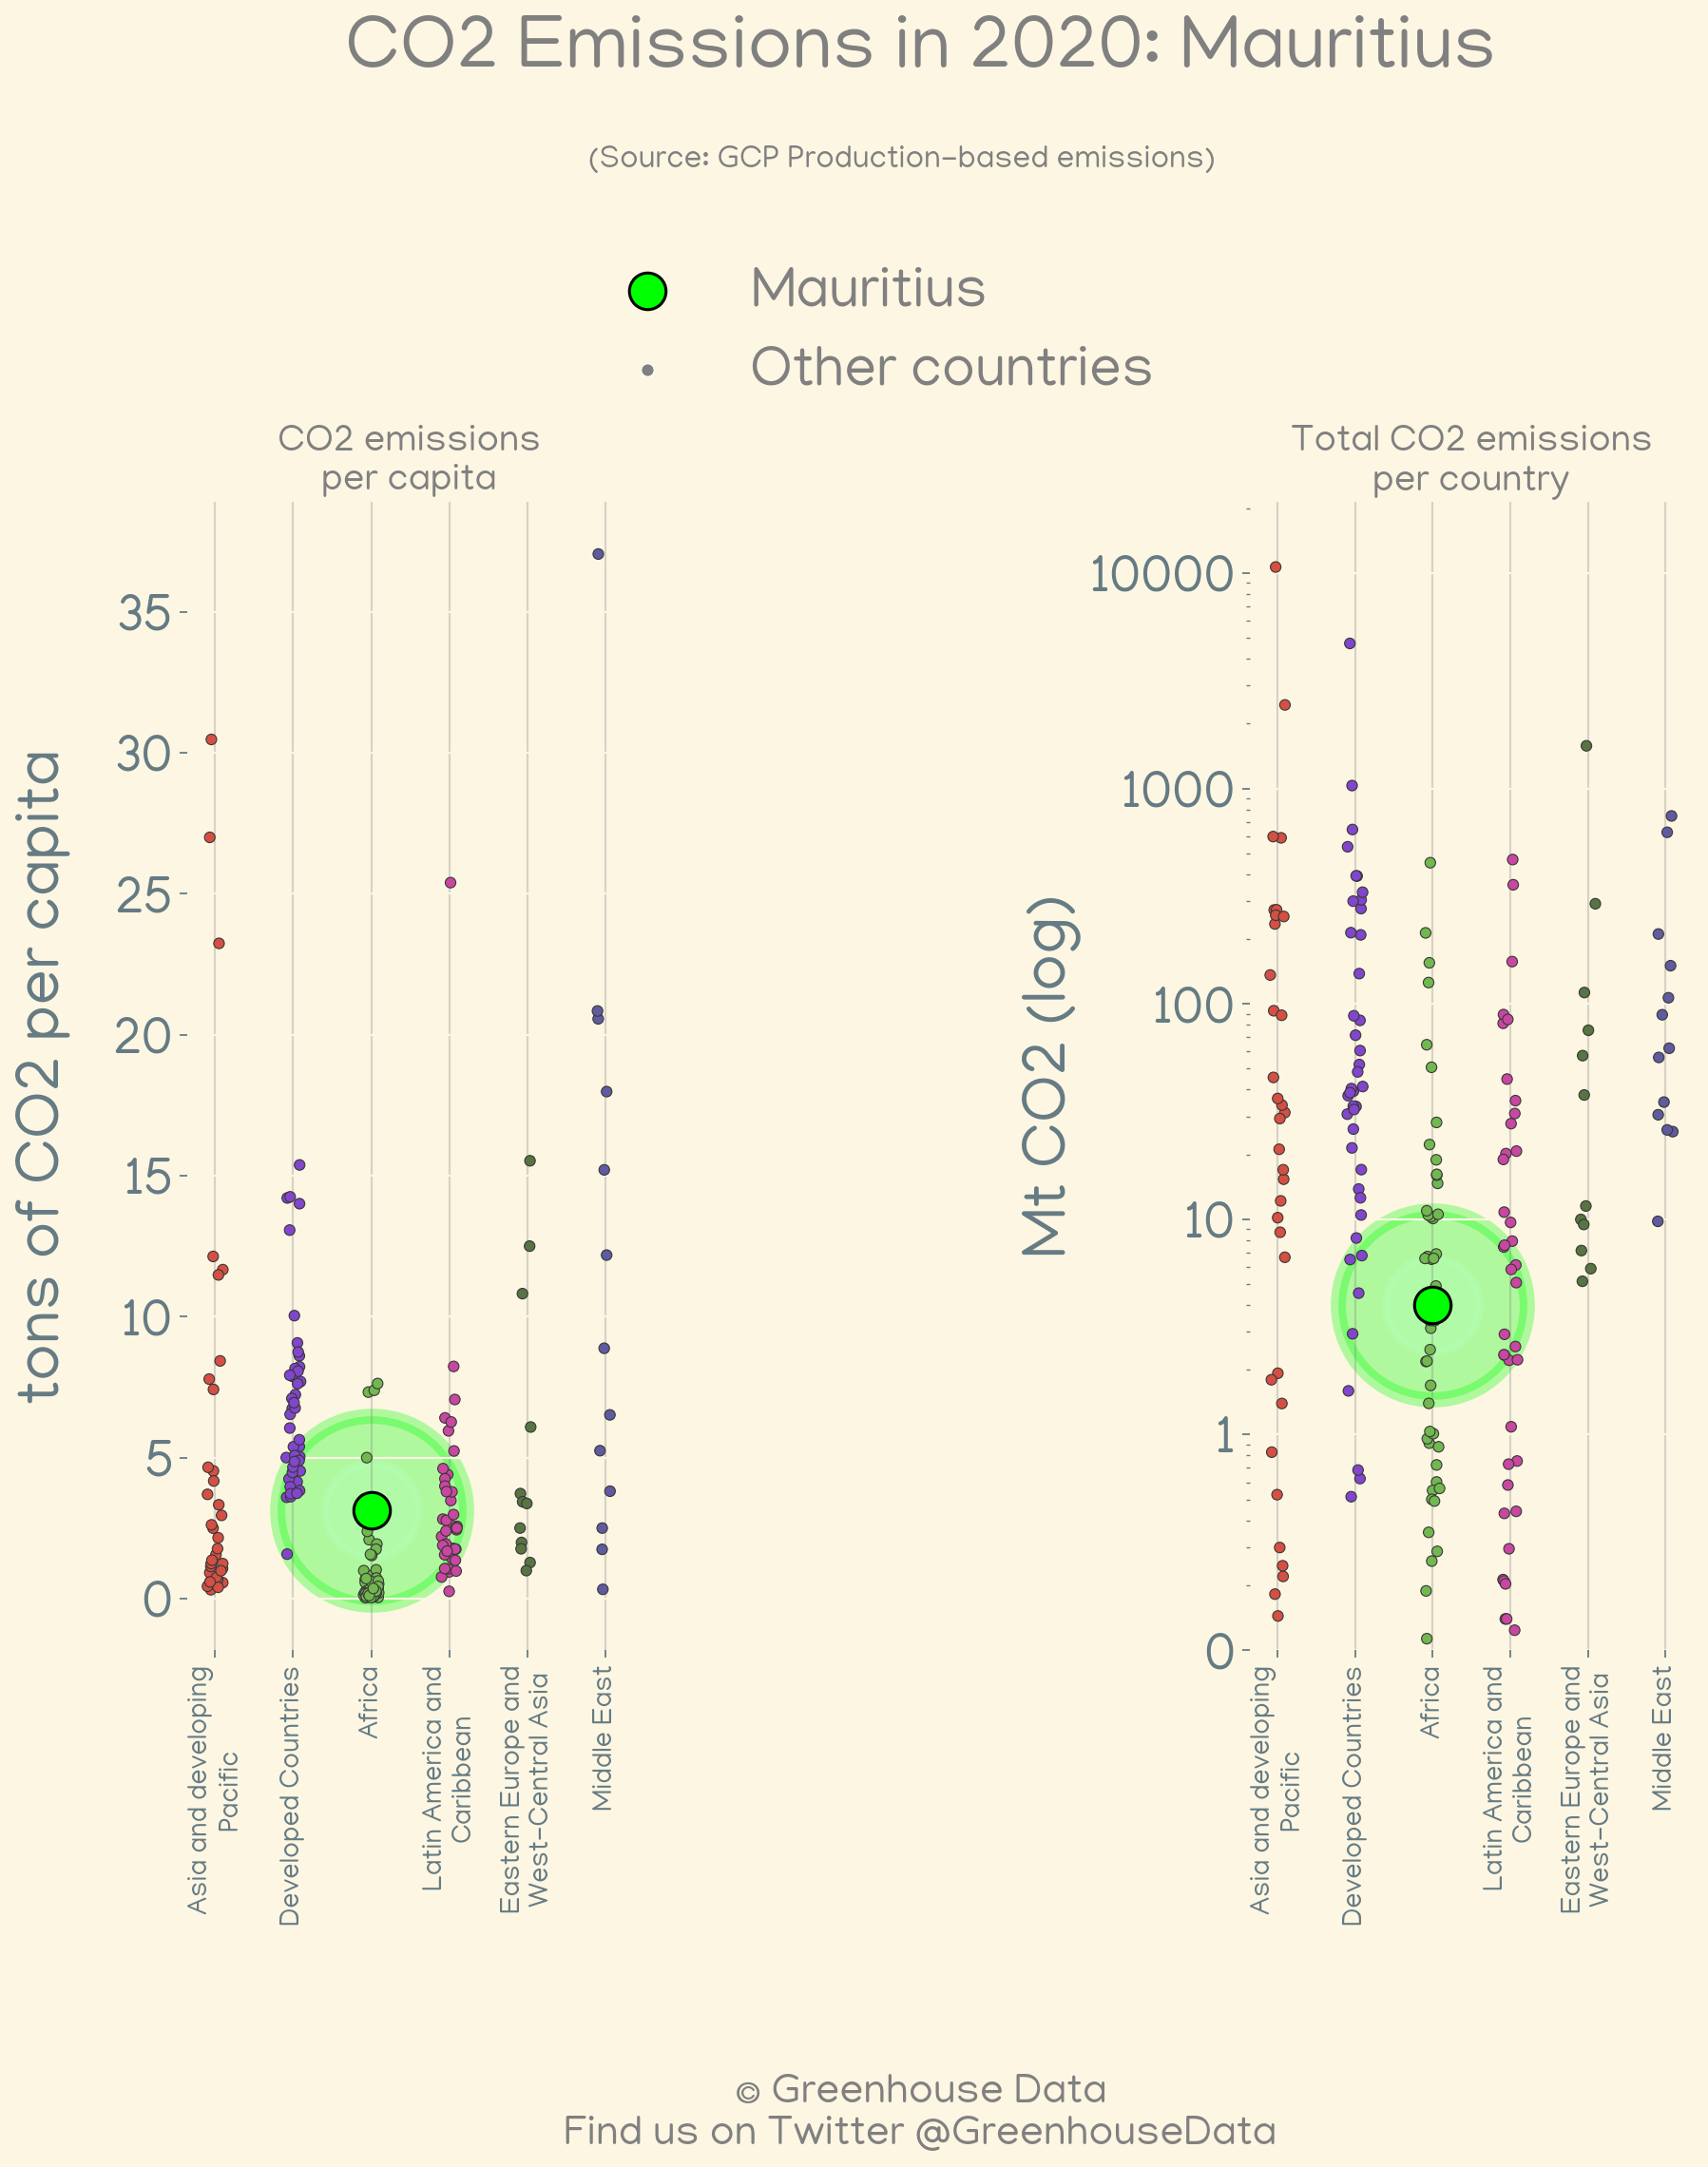 CO2 Emissions in 2020: Mauritius
(Source: GCP Production-based emissions)
Mauritius
Other countries
CO2 emissions
per capita
tons of CO2 per capita
35
30
25
20
15
10
5
0
Asia and developing
Pacific
Developed Countries
Africa
Latin America and
Caribbean
Eastern Europe and
West-Central Asia
Middle East
Total CO2 emissions
per country
Mt CO2 (log)
10000
1000
100
10
1
0
Asia and developing
Pacific
Developed Countries
Africa
Latin America and
Caribbean
Eastern Europe and
West-Central Asia
Middle East
© Greenhouse Data
Find us on Twitter @GreenhouseData